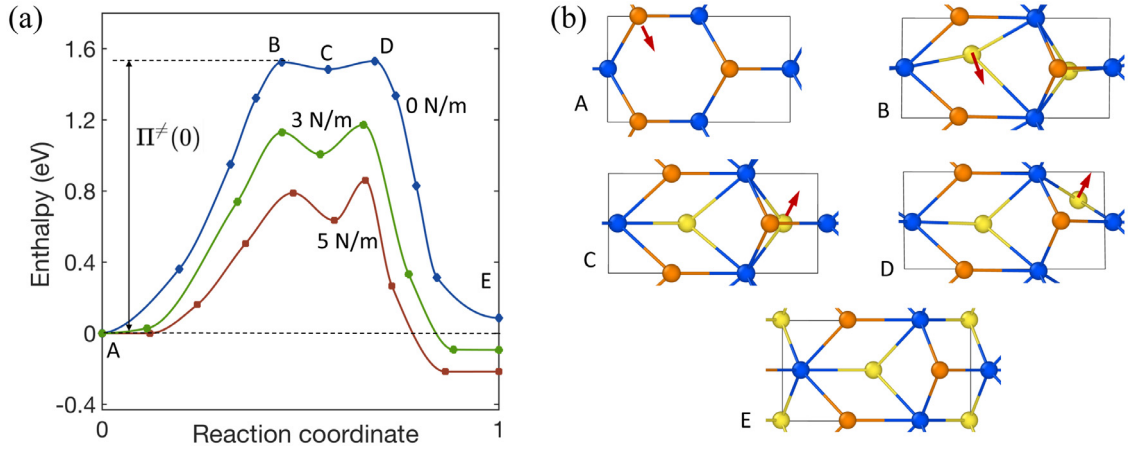 (a)
1.6
1.2
0.8
0.4
0
-0.4
Enthalpy (eV)
B
C
D
0 N/m
3 N/m
5 N/m
Π≠(0)
E
A
0
Reaction coordinate
1
(b)
A
B
C
D
E